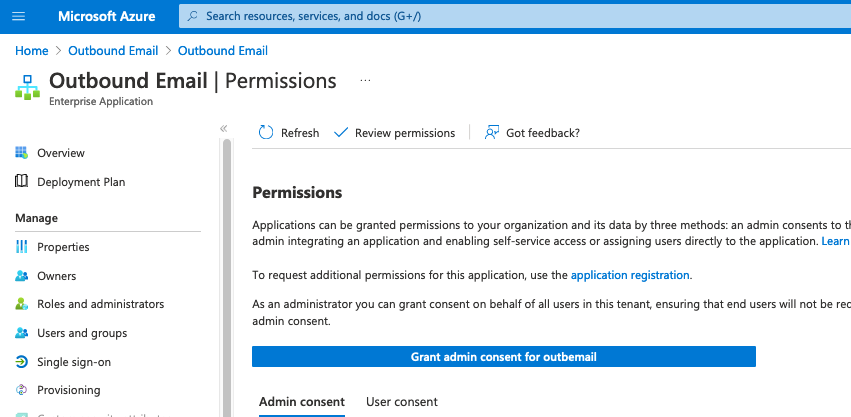 Microsoft Azure
Search resources, services, and docs (G+/)
Home > Outbound Email > Outbound Email
Outbound Email | Permissions ...
Enterprise Application
«
Overview
Deployment Plan
Manage
Properties
Owners
Roles and administrators
Users and groups
Single sign-on
Provisioning
Refresh Review permissions Got feedback?
Permissions
Applications can be granted permissions to your organization and its data by three methods: an admin consents to th
admin integrating an application and enabling self-service access or assigning users directly to the application. Learn
To request additional permissions for this application, use the application registration.
As an administrator you can grant consent on behalf of all users in this tenant, ensuring that end users will not be rec
admin consent.
Grant admin consent for outbemail
Admin consent User consent